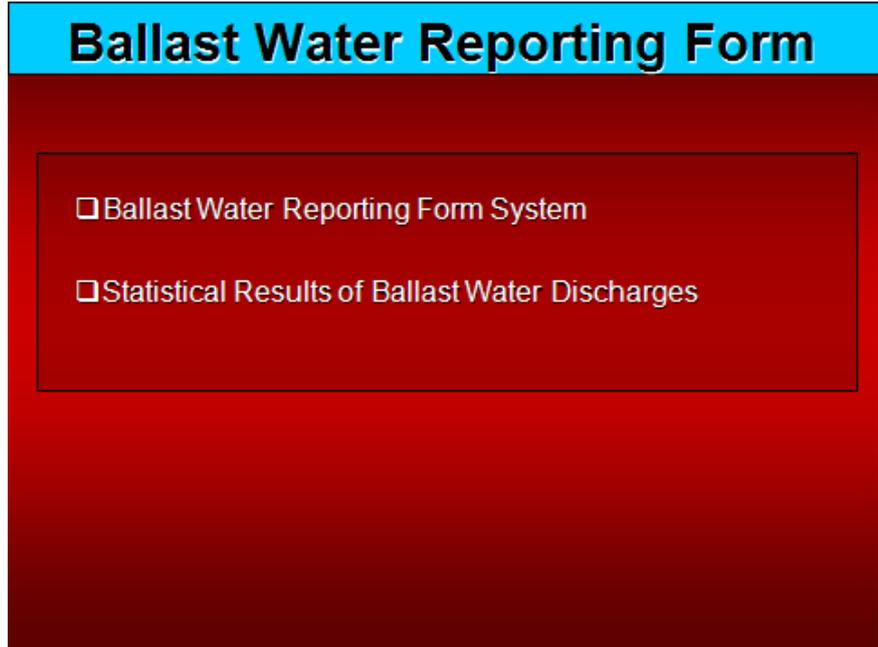 Ballast Water Reporting Form
❑Ballast Water Reporting Form System
❑Statistical Results of Ballast Water Discharges